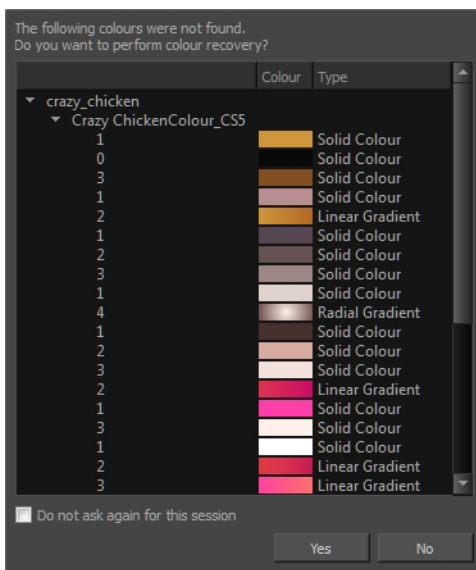 The following colours were not found.
Do you want to perform colour recovery?
Colour Type
crazy_chicken
Crazy ChickenColour_CS5
1 Solid Colour
0 Solid Colour
3 Solid Colour
1 Solid Colour
2 Linear Gradient
1 Solid Colour
2 Solid Colour
3 Solid Colour
1 Solid Colour
4 Radial Gradient
1 Solid Colour
2 Solid Colour
3 Solid Colour
2 Linear Gradient
1 Solid Colour
3 Solid Colour
1 Solid Colour
2 Linear Gradient
3 Linear Gradient
Do not ask again for this session
Yes No